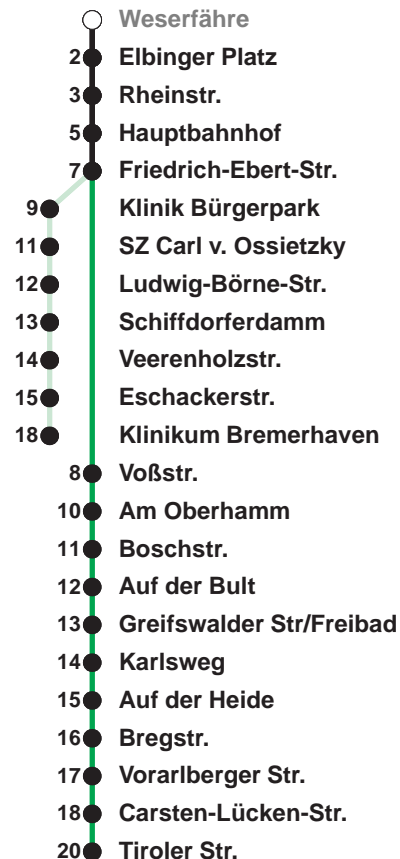 Weserfähre
2 Elbinger Platz
3 Rheinstr.
5 Hauptbahnhof
7 Friedrich-Ebert-Str.
9 Klinik Bürgerpark
11 SZ Carl v. Ossietzky
12 Ludwig-Börne-Str.
13 Schiffdorferdamm
14 Veerenholzstr.
15 Eschackerstr.
18 Klinikum Bremerhaven
8 Voßstr.
10 Am Oberhamm
11 Boschstr.
12 Auf der Bult
13 Greifswalder Str/Freibad
14 Karlsweg
15 Auf der Heide
16 Bregstr.
17 Vorarlberger Str.
18 Carsten-Lücken-Str.
20 Tiroler Str.